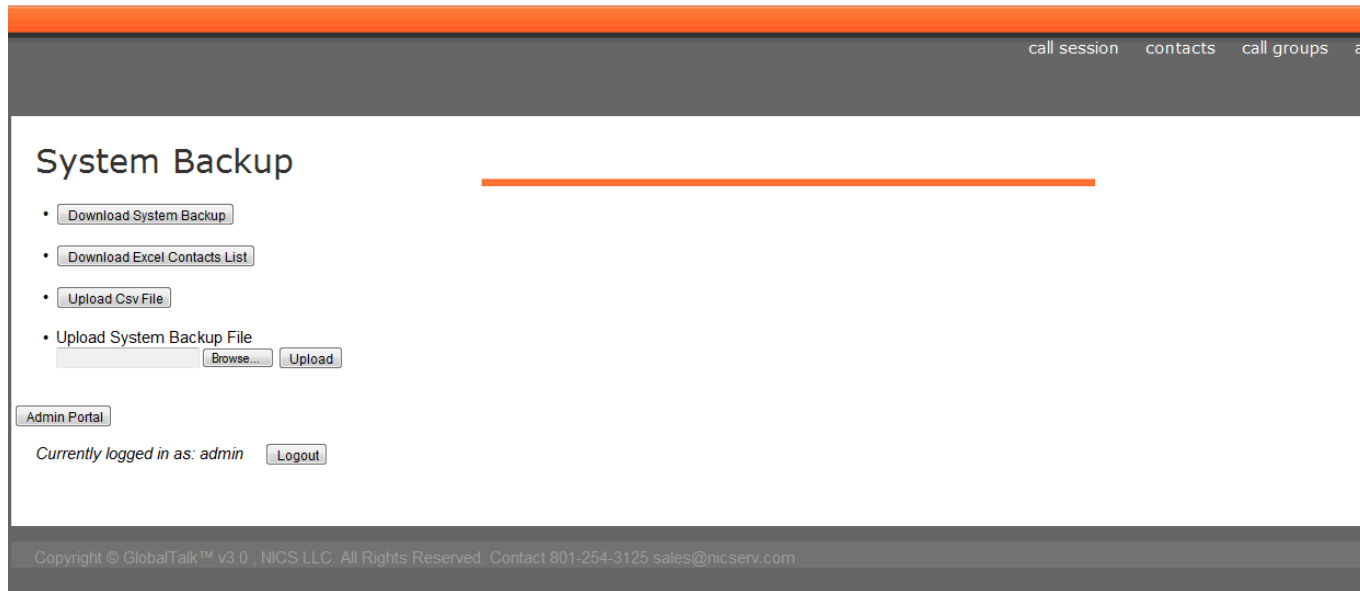 call session contacts call groups a
System Backup
• Download System Backup
• Download Excel Contacts List
• Upload Csv File
• Upload System Backup File
Browse... Upload
Admin Portal
Currently logged in as: admin Logout
Copyright © GlobalTalk™ v3.0 , NICS LLC. All Rights Reserved. Contact 801-254-3125 sales@nicserv.com